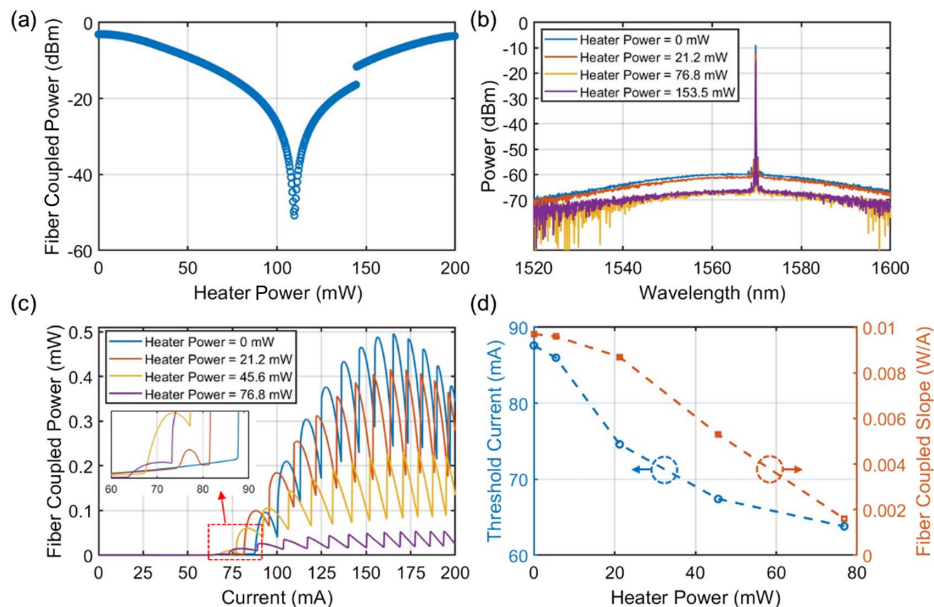 (a)
0
-20
-40
-60
Fiber Coupled Power (dBm)
0 50 100 150 200
Heater Power (mW)
(b)
0
-10
-20
-30
-40
-50
-60
-70
Power (dBm)
Heater Power = 0 mW
Heater Power = 21.2 mW
Heater Power = 76.8 mW
Heater Power = 153.5 mW
1520 1540 1560 1580 1600
Wavelength (nm)
(c)
0.5
0.4
0.3
0.2
0.1
0
Fiber Coupled Power (mW)
Heater Power = 0 mW
Heater Power = 21.2 mW
Heater Power = 45.6 mW
Heater Power = 76.8 mW
60 70 80 90
0 25 50 75 100 125 150 175 200
Current (mA)
(d)
90
80
70
60
Threshold Current (mA)
0.01
0.008
0.006
0.004
0.002
0
Fiber Coupled Slope (W/A)
0 20 40 60 80
Heater Power (mW)